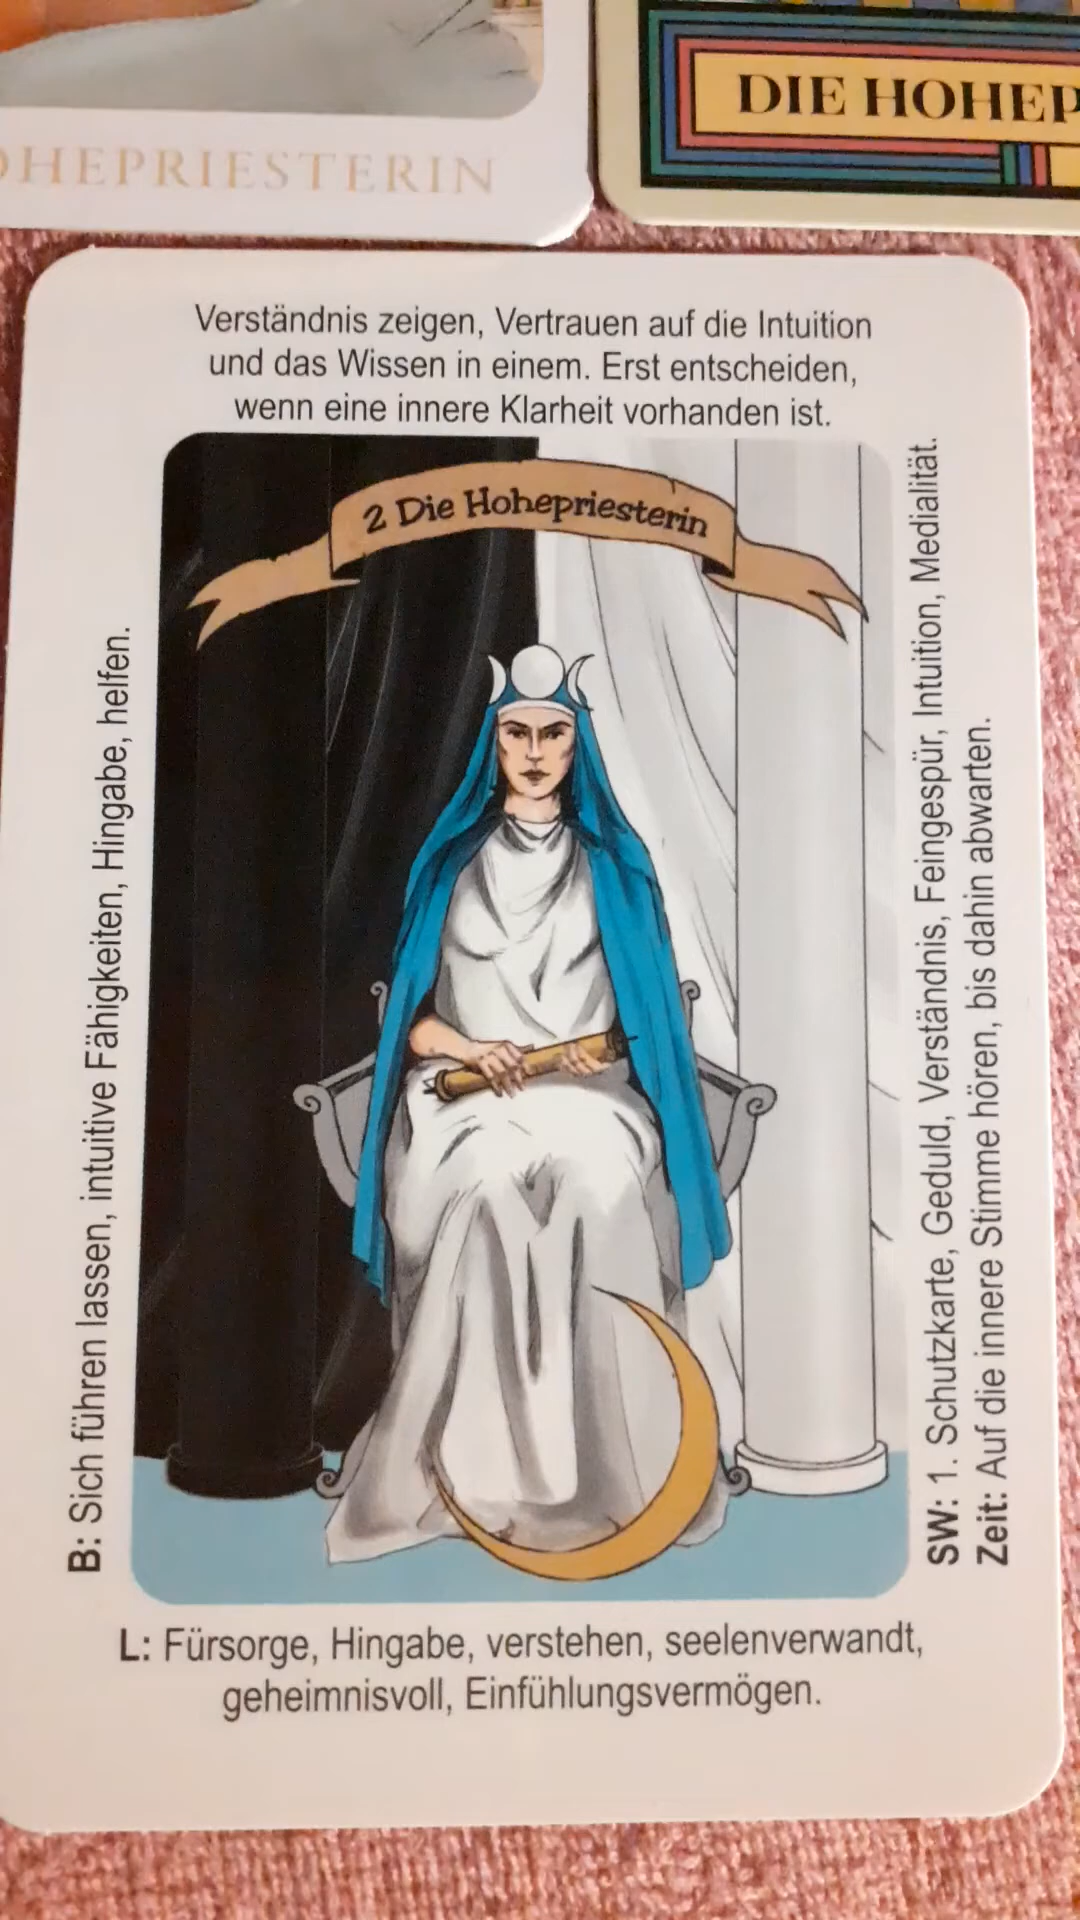 OHEPRIESTERIN
DIE HOHEP
Verständnis zeigen, Vertrauen auf die Intuition
und das Wissen in einem. Erst entscheiden,
wenn eine innere Klarheit vorhanden ist.
2 Die Hohepriesterin
B: Sich führen lassen, intuitive Fähigkeiten, Hingabe, helfen.
SW: 1. Schutzkarte, Geduld, Verständnis, Feingespür, Intuition, Medialität.
Zeit: Auf die innere Stimme hören, bis dahin abwarten.
L: Fürsorge, Hingabe, verstehen, seelenverwandt,
geheimnisvoll, Einfühlungsvermögen.